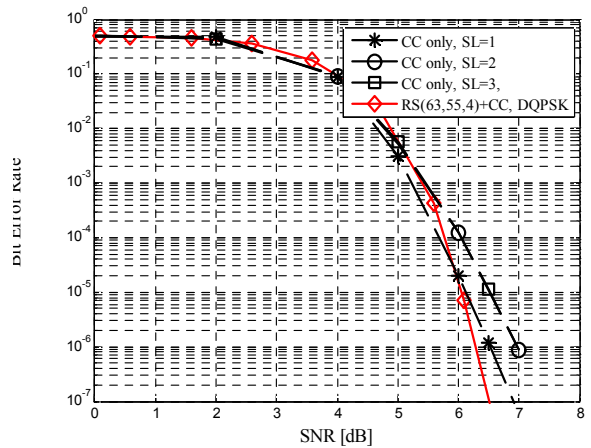 10^0
10^-1
10^-2
10^-3
10^-4
10^-5
10^-6
10^-7
Bit Error Rate
CC only, SL=1
CC only, SL=2
CC only, SL=3,
RS(63,55,4)+CC, DQPSK
0 1 2 3 4 5 6 7 8
SNR [dB]